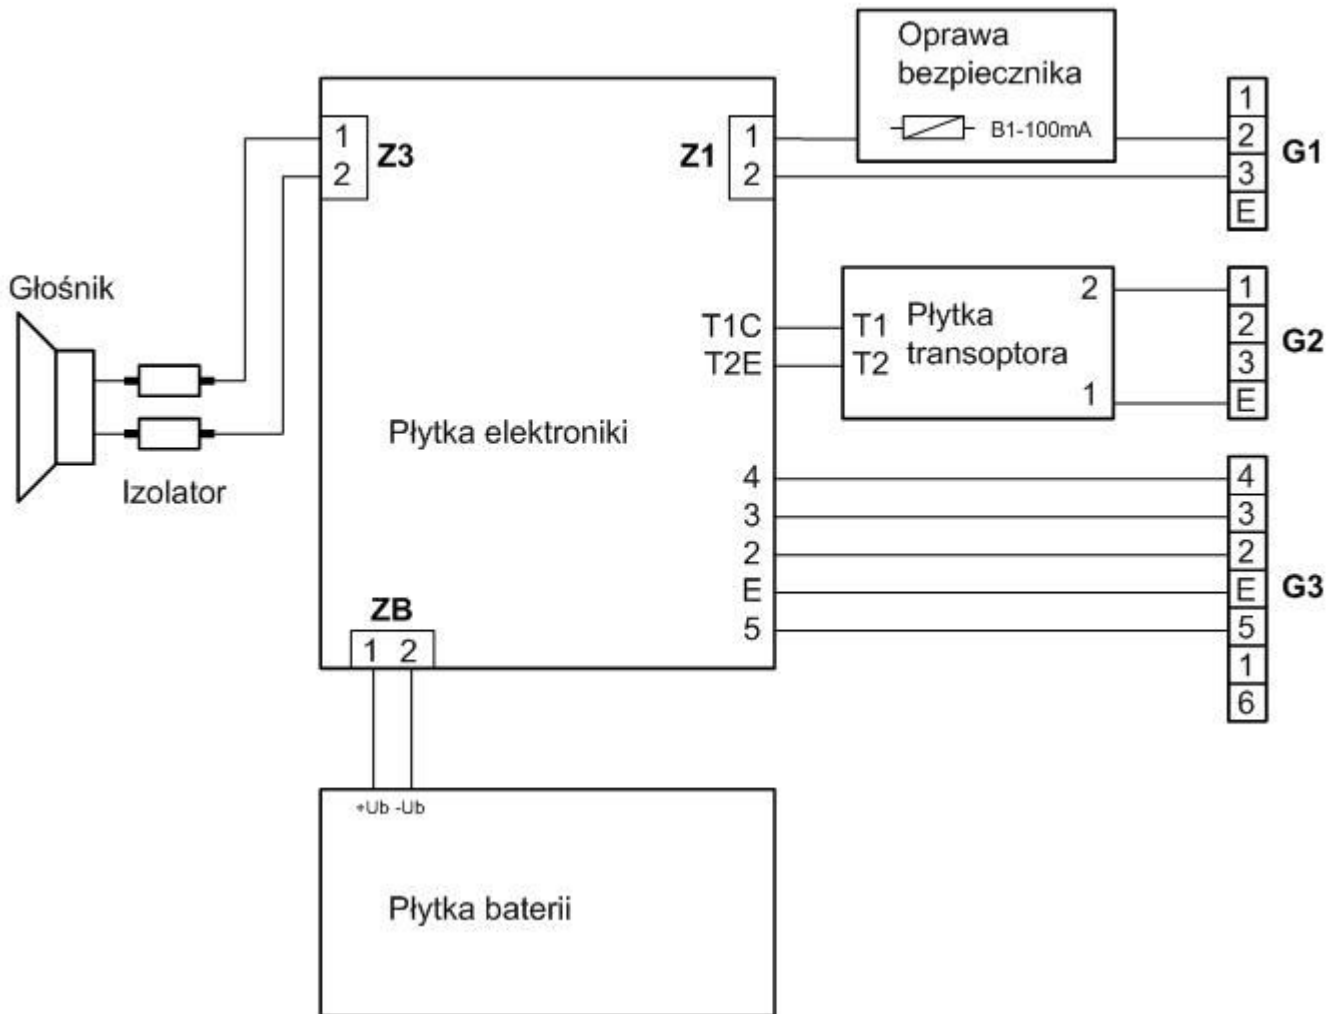 Oprawa
bezpiecznika
B1-100mA
1
2
3
E
G1
1
2
Z3
Z1
1
2
Głośnik
Izolator
Płytka elektroniki
T1C
T2E
T1
T2
Płytka
transoptora
2
1
1
2
3
E
G2
4
3
2
E
5
4
3
2
E
5
1
6
G3
ZB
1 2
+Ub -Ub
Płytka baterii